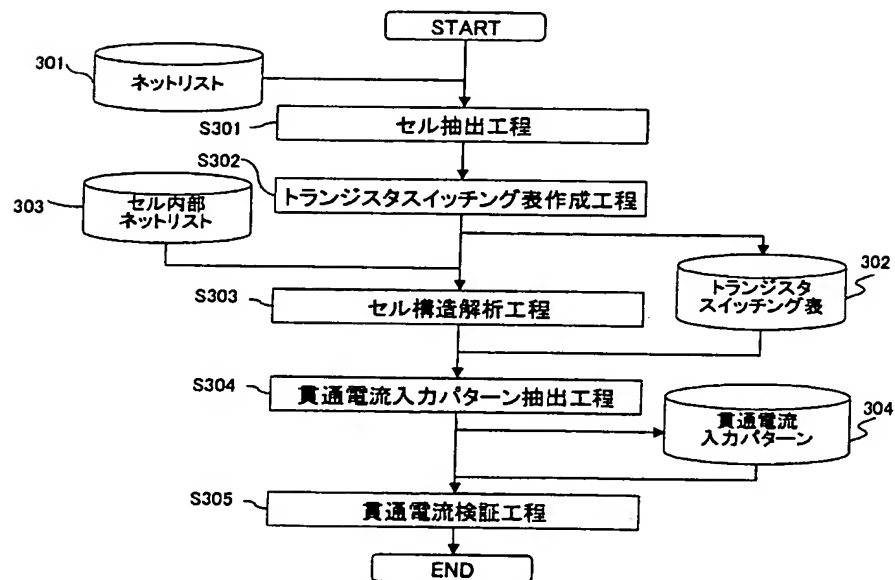 START
301
ネットリスト
S301
セル抽出工程
S302
トランジスタスイッチング表作成工程
303
セル内部
ネットリスト
302
トランジスタ
スイッチング表
S303
セル構造解析工程
S304
貫通電流入力パターン抽出工程
304
貫通電流
入力パターン
S305
貫通電流検証工程
END